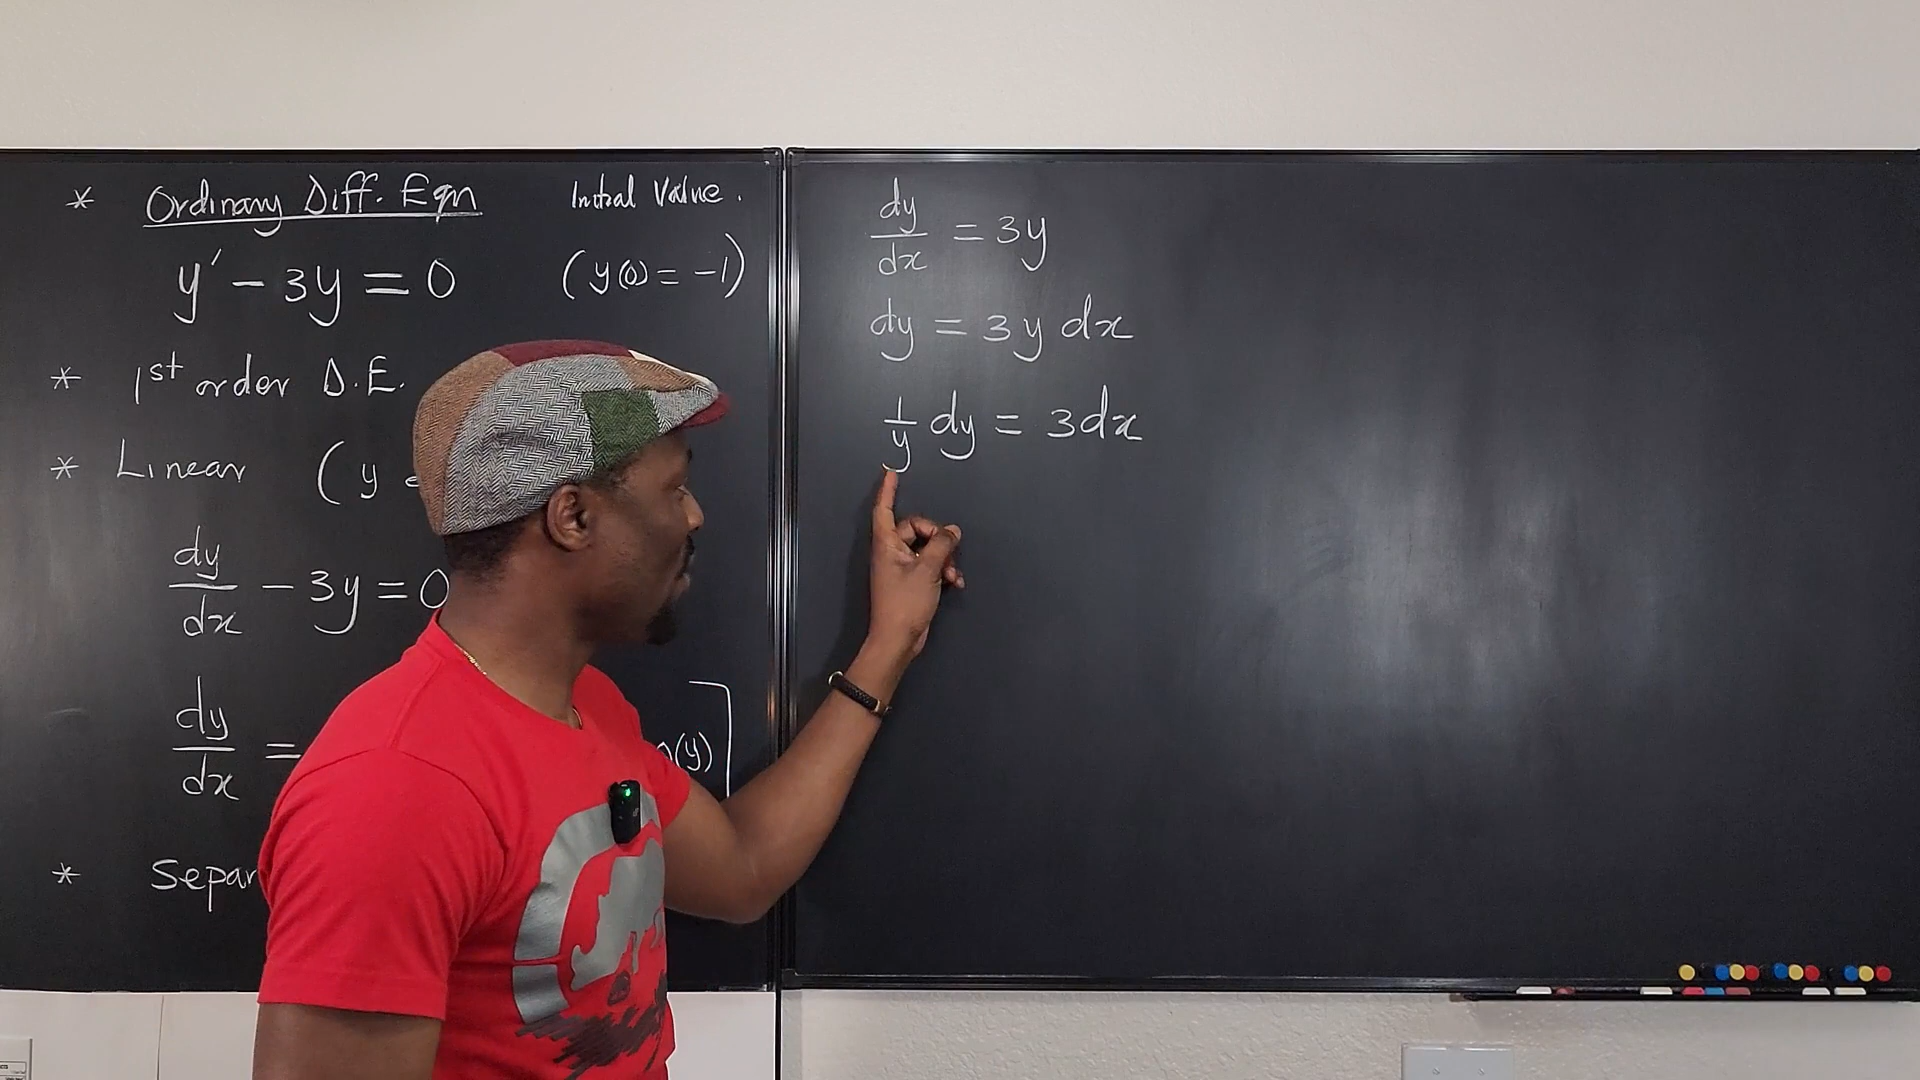 * Ordinary Diff. Eqn Initial Value.
y′ - 3y = 0 (y(0) = -1)
* 1st order D.E.
* Linear (y
dy/dx - 3y = 0
dy/dx =
(y)]
* Separ
dy/dx = 3y
dy = 3y dx
1/y dy = 3dx